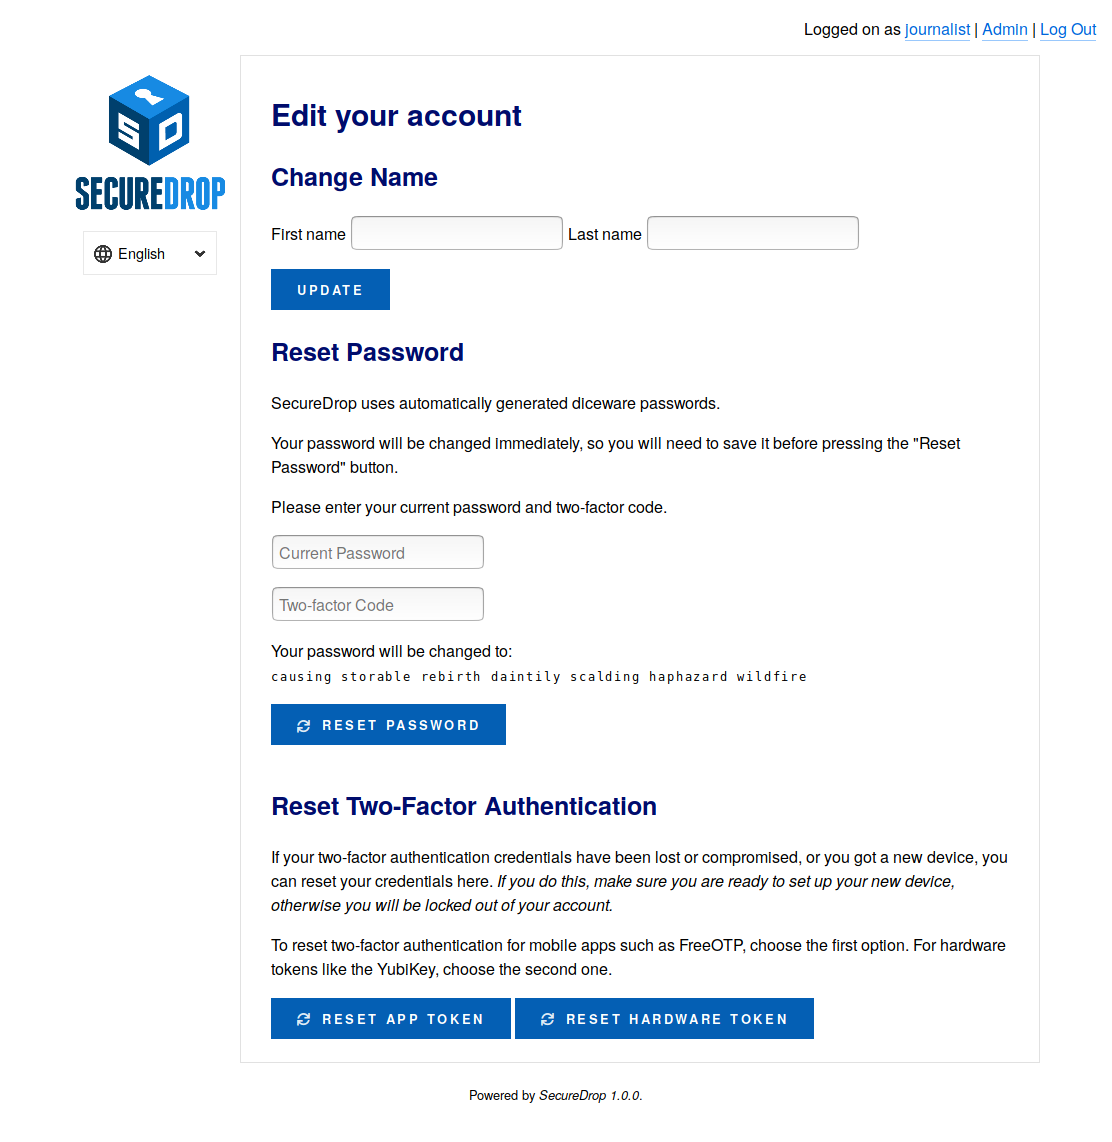 Logged on as journalist | Admin | Log Out
SD
SECUREDROP
English
Edit your account
Change Name
First name Last name
UPDATE
Reset Password
SecureDrop uses automatically generated diceware passwords.
Your password will be changed immediately, so you will need to save it before pressing the "Reset
Password" button.
Please enter your current password and two-factor code.
Current Password
Two-factor Code
Your password will be changed to:
causing storable rebirth daintily scalding haphazard wildfire
RESET PASSWORD
Reset Two-Factor Authentication
If your two-factor authentication credentials have been lost or compromised, or you got a new device, you
can reset your credentials here. If you do this, make sure you are ready to set up your new device,
otherwise you will be locked out of your account.
To reset two-factor authentication for mobile apps such as FreeOTP, choose the first option. For hardware
tokens like the YubiKey, choose the second one.
RESET APP TOKEN RESET HARDWARE TOKEN
Powered by SecureDrop 1.0.0.